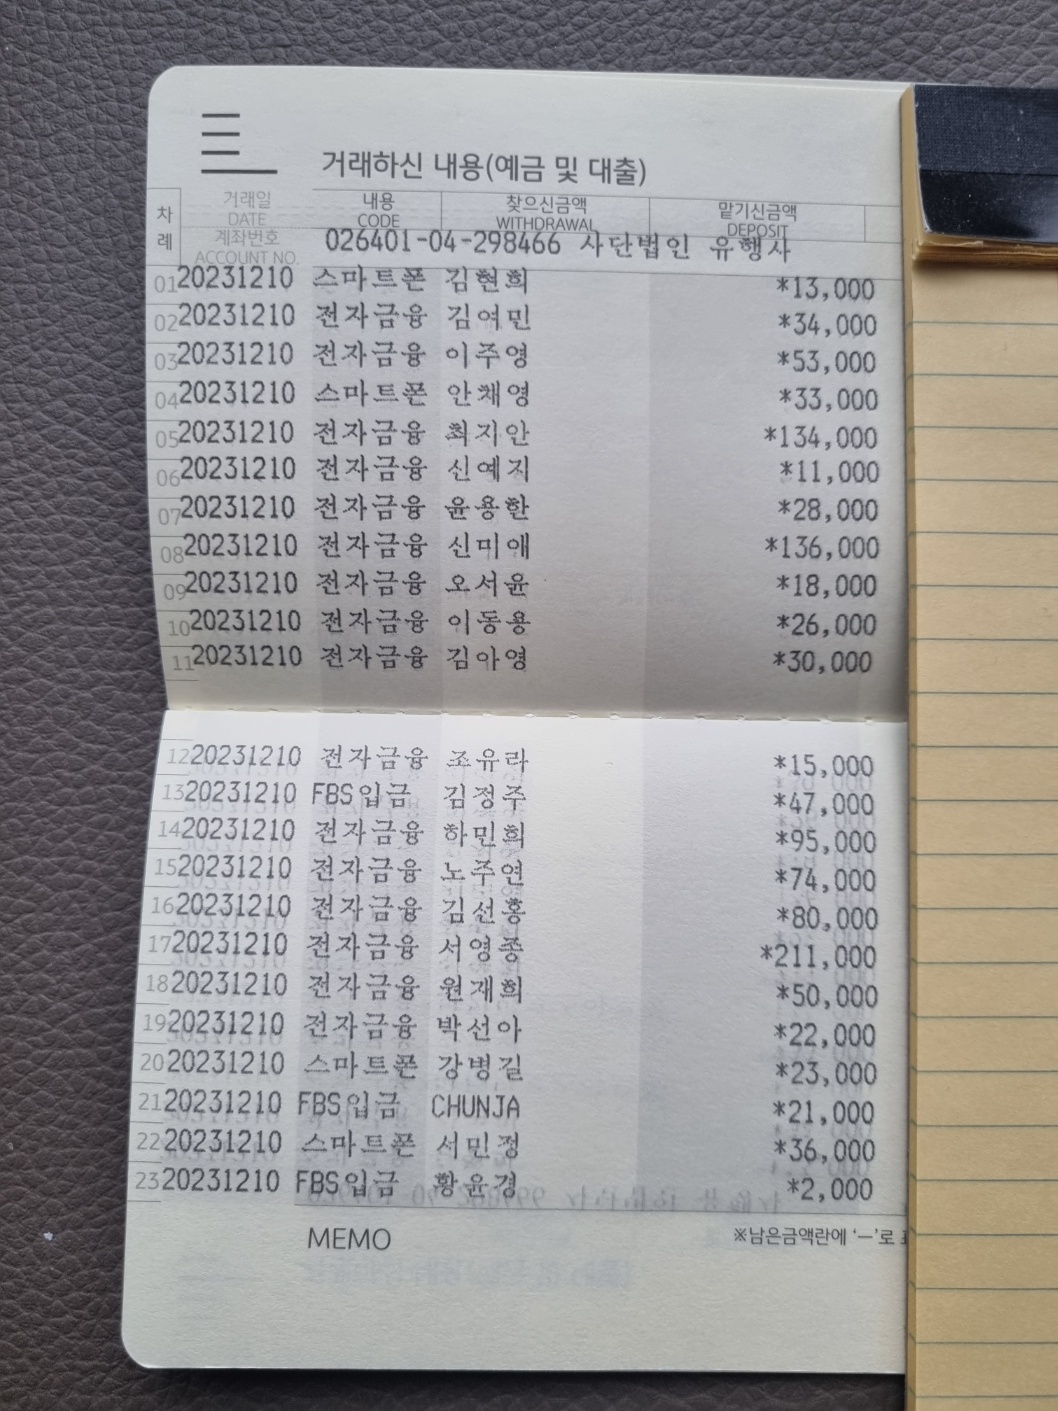 거래하신 내용(예금 및 대출)
차례 거래일 DATE 내용 CODE 찾으신금액 WITHDRAWAL 맡기신금액 DEPOSIT
계좌번호 ACCOUNT NO. 026401-04-298466 사단법인 유행사
01 20231210 스마트폰 김현희 *13,000
02 20231210 전자금융 김여민 *34,000
03 20231210 전자금융 이주영 *53,000
04 20231210 스마트폰 안채영 *33,000
05 20231210 전자금융 최지안 *134,000
06 20231210 전자금융 신예지 *11,000
07 20231210 전자금융 윤용한 *28,000
08 20231210 전자금융 신미애 *136,000
09 20231210 전자금융 오서윤 *18,000
10 20231210 전자금융 이동용 *26,000
11 20231210 전자금융 김아영 *30,000
12 20231210 전자금융 조유라 *15,000
13 20231210 FBS입금 김정주 *47,000
14 20231210 전자금융 하민희 *95,000
15 20231210 전자금융 노주연 *74,000
16 20231210 전자금융 김선홍 *80,000
17 20231210 전자금융 서영종 *211,000
18 20231210 전자금융 원재희 *50,000
19 20231210 전자금융 박선아 *22,000
20 20231210 스마트폰 강병길 *23,000
21 20231210 FBS입금 CHUNJA *21,000
22 20231210 스마트폰 서민정 *36,000
23 20231210 FBS입금 황윤경 *2,000
MEMO ※남은금액란에 ‘—’로